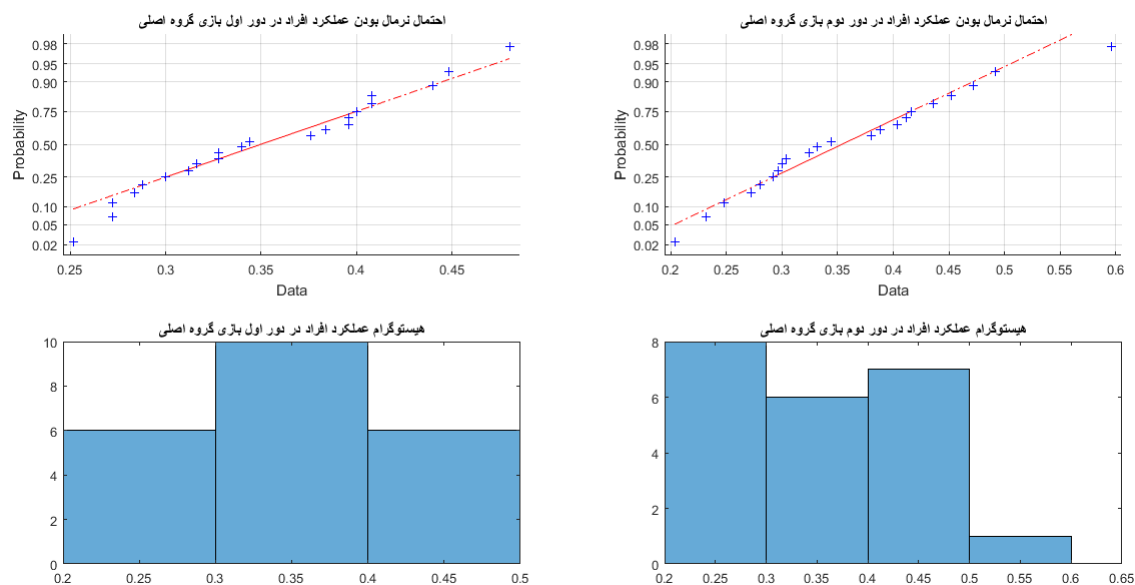 احتمال نرمال بودن عملکرد افراد در دور اول بازی گروه اصلی
0.98
0.95
0.90
0.75
0.50
0.25
0.10
0.05
0.02
Probability
0.25 0.3 0.35 0.4 0.45
Data
احتمال نرمال بودن عملکرد افراد در دور دوم بازی گروه اصلی
0.98
0.95
0.90
0.75
0.50
0.25
0.10
0.05
0.02
Probability
0.2 0.25 0.3 0.35 0.4 0.45 0.5 0.55 0.6
Data
هیستوگرام عملکرد افراد در دور اول بازی گروه اصلی
10
8
6
4
2
0
0.2 0.25 0.3 0.35 0.4 0.45 0.5
هیستوگرام عملکرد افراد در دور دوم بازی گروه اصلی
8
6
4
2
0
0.2 0.25 0.3 0.35 0.4 0.45 0.5 0.55 0.6 0.65